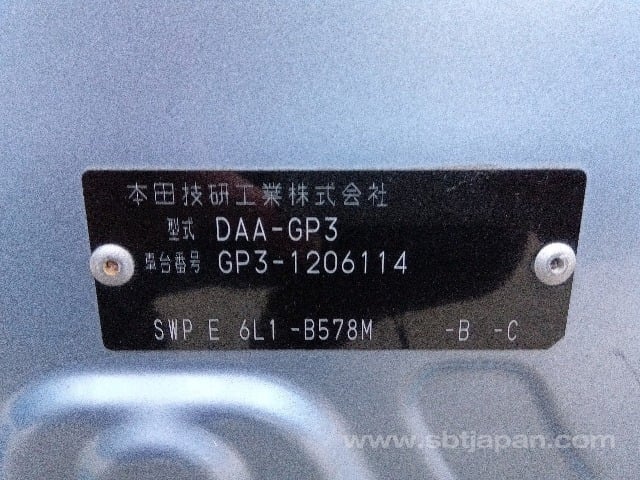 本田技研工業株式会社
型式 DAA-GP3
車台番号 GP3-1206114
SWP E 6L1 -B578M -B -C
www.sbtjapan.com